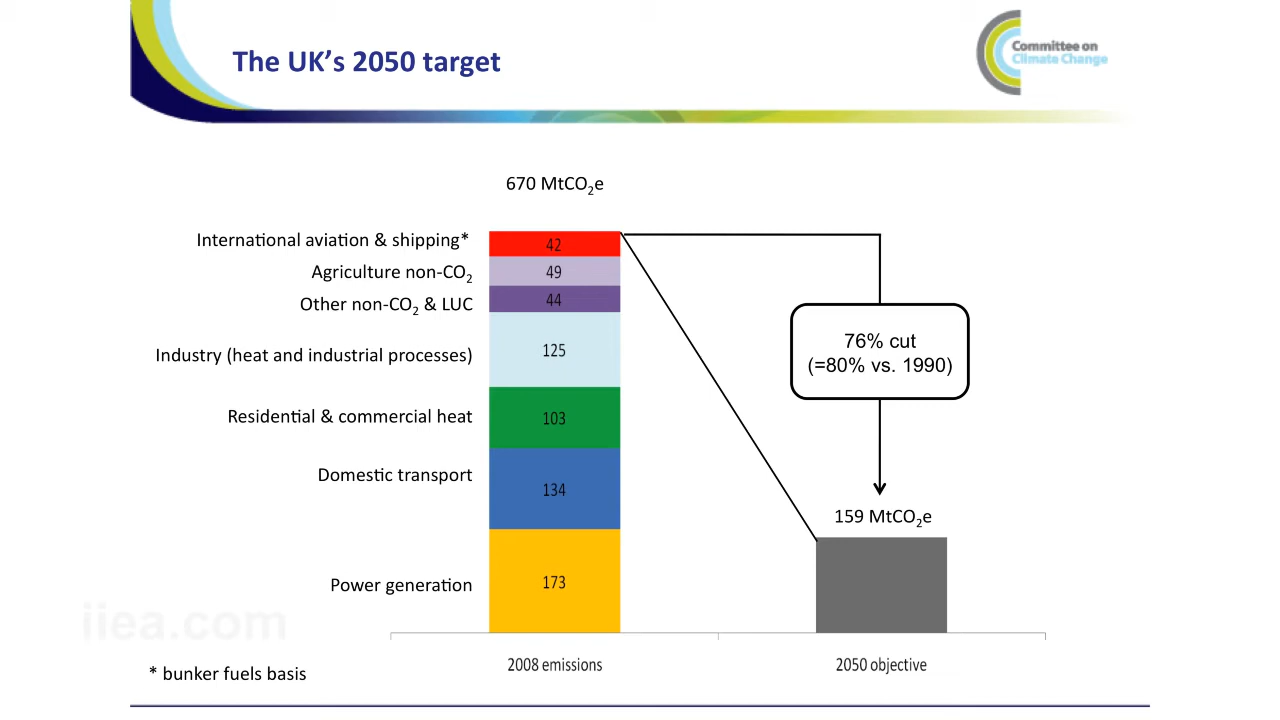 The UK's 2050 target
Committee on
Climate Change
670 MtCO₂e
International aviation & shipping*
42
Agriculture non-CO₂
49
Other non-CO₂ & LUC
44
Industry (heat and industrial processes)
125
Residential & commercial heat
103
Domestic transport
134
Power generation
173
76% cut
(=80% vs. 1990)
159 MtCO₂e
iiea.com
2008 emissions
2050 objective
* bunker fuels basis